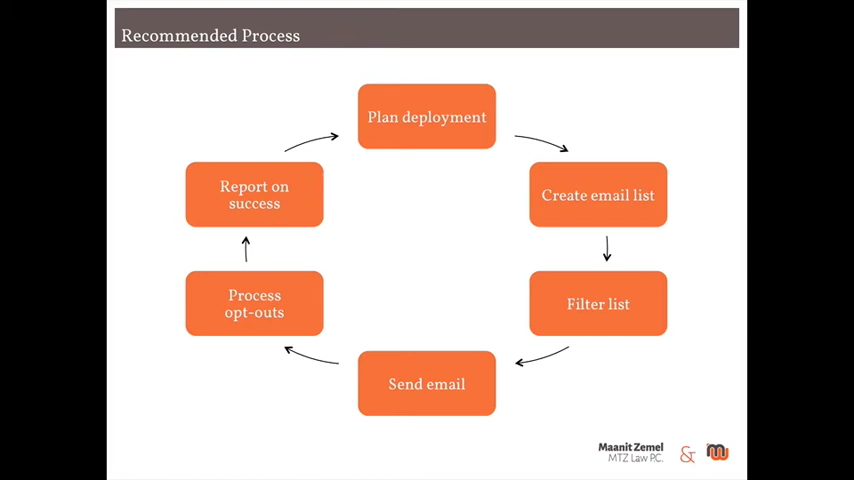 Recommended Process
Plan deployment
Create email list
Filter list
Send email
Process
opt-outs
Report on
success
Maanit Zemel
MTZ Law P.C.
&